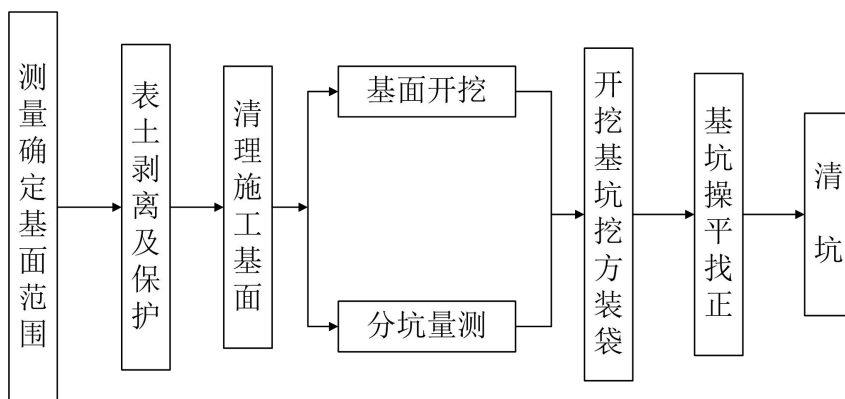 测量确定基面范围
表土剥离及保护
清理施工基面
基面开挖
分坑量测
开挖基坑挖方装袋
基坑操平找正
清坑